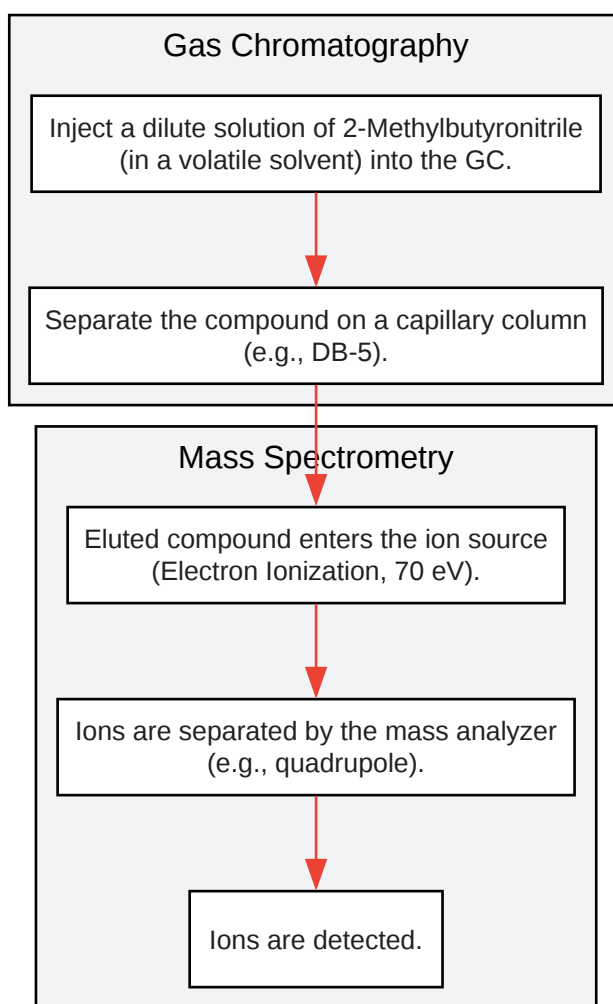 Gas Chromatography
Inject a dilute solution of 2-Methylbutyronitrile
(in a volatile solvent) into the GC.
Separate the compound on a capillary column
(e.g., DB-5).
Mass Spectrometry
Eluted compound enters the ion source
(Electron Ionization, 70 eV).
Ions are separated by the mass analyzer
(e.g., quadrupole).
Ions are detected.